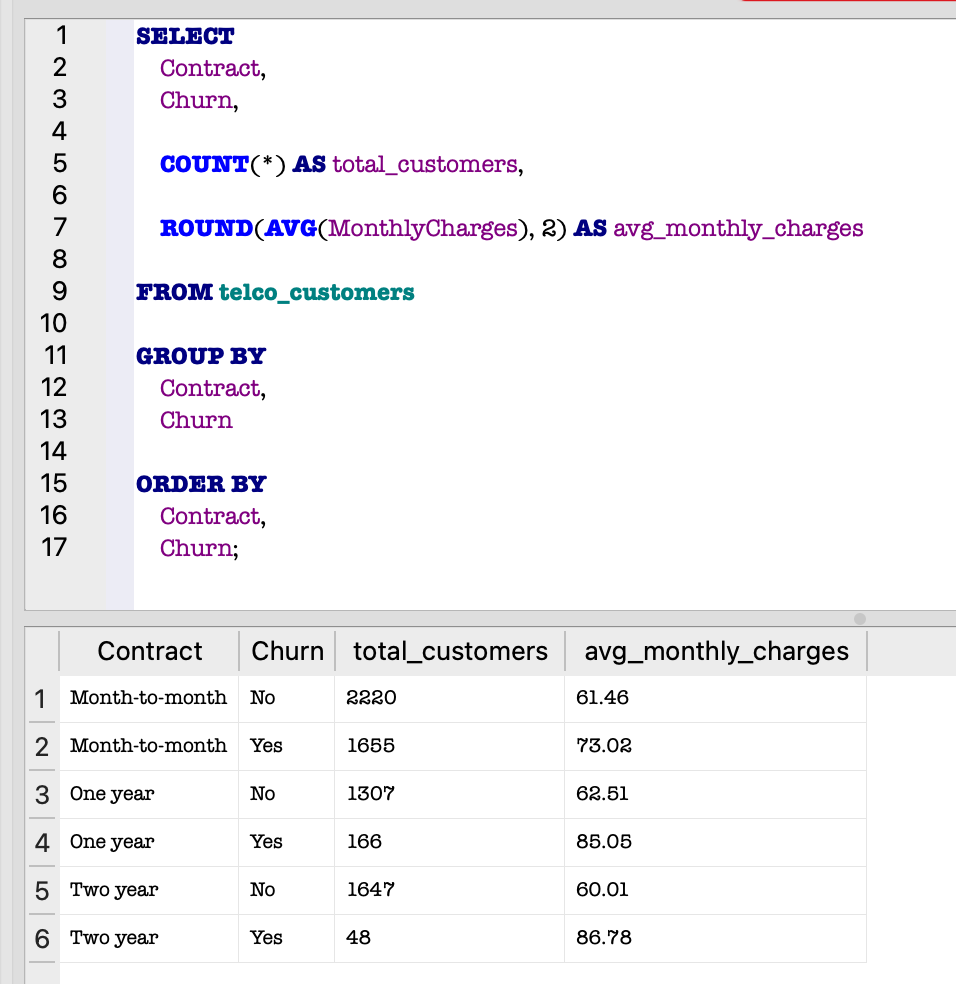 1 SELECT
2 Contract,
3 Churn,
4
5 COUNT(*) AS total_customers,
6
7 ROUND(AVG(MonthlyCharges), 2) AS avg_monthly_charges
8
9 FROM telco_customers
10
11 GROUP BY
12 Contract,
13 Churn
14
15 ORDER BY
16 Contract,
17 Churn;
Contract Churn total_customers avg_monthly_charges
1 Month-to-month No 2220 61.46
2 Month-to-month Yes 1655 73.02
3 One year No 1307 62.51
4 One year Yes 166 85.05
5 Two year No 1647 60.01
6 Two year Yes 48 86.78